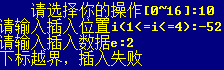 请选择你的操作[0~16]:10
请输入插入位置i(1<=i<=4):-52
请输入插入数据e:2
下标越界，插入失败